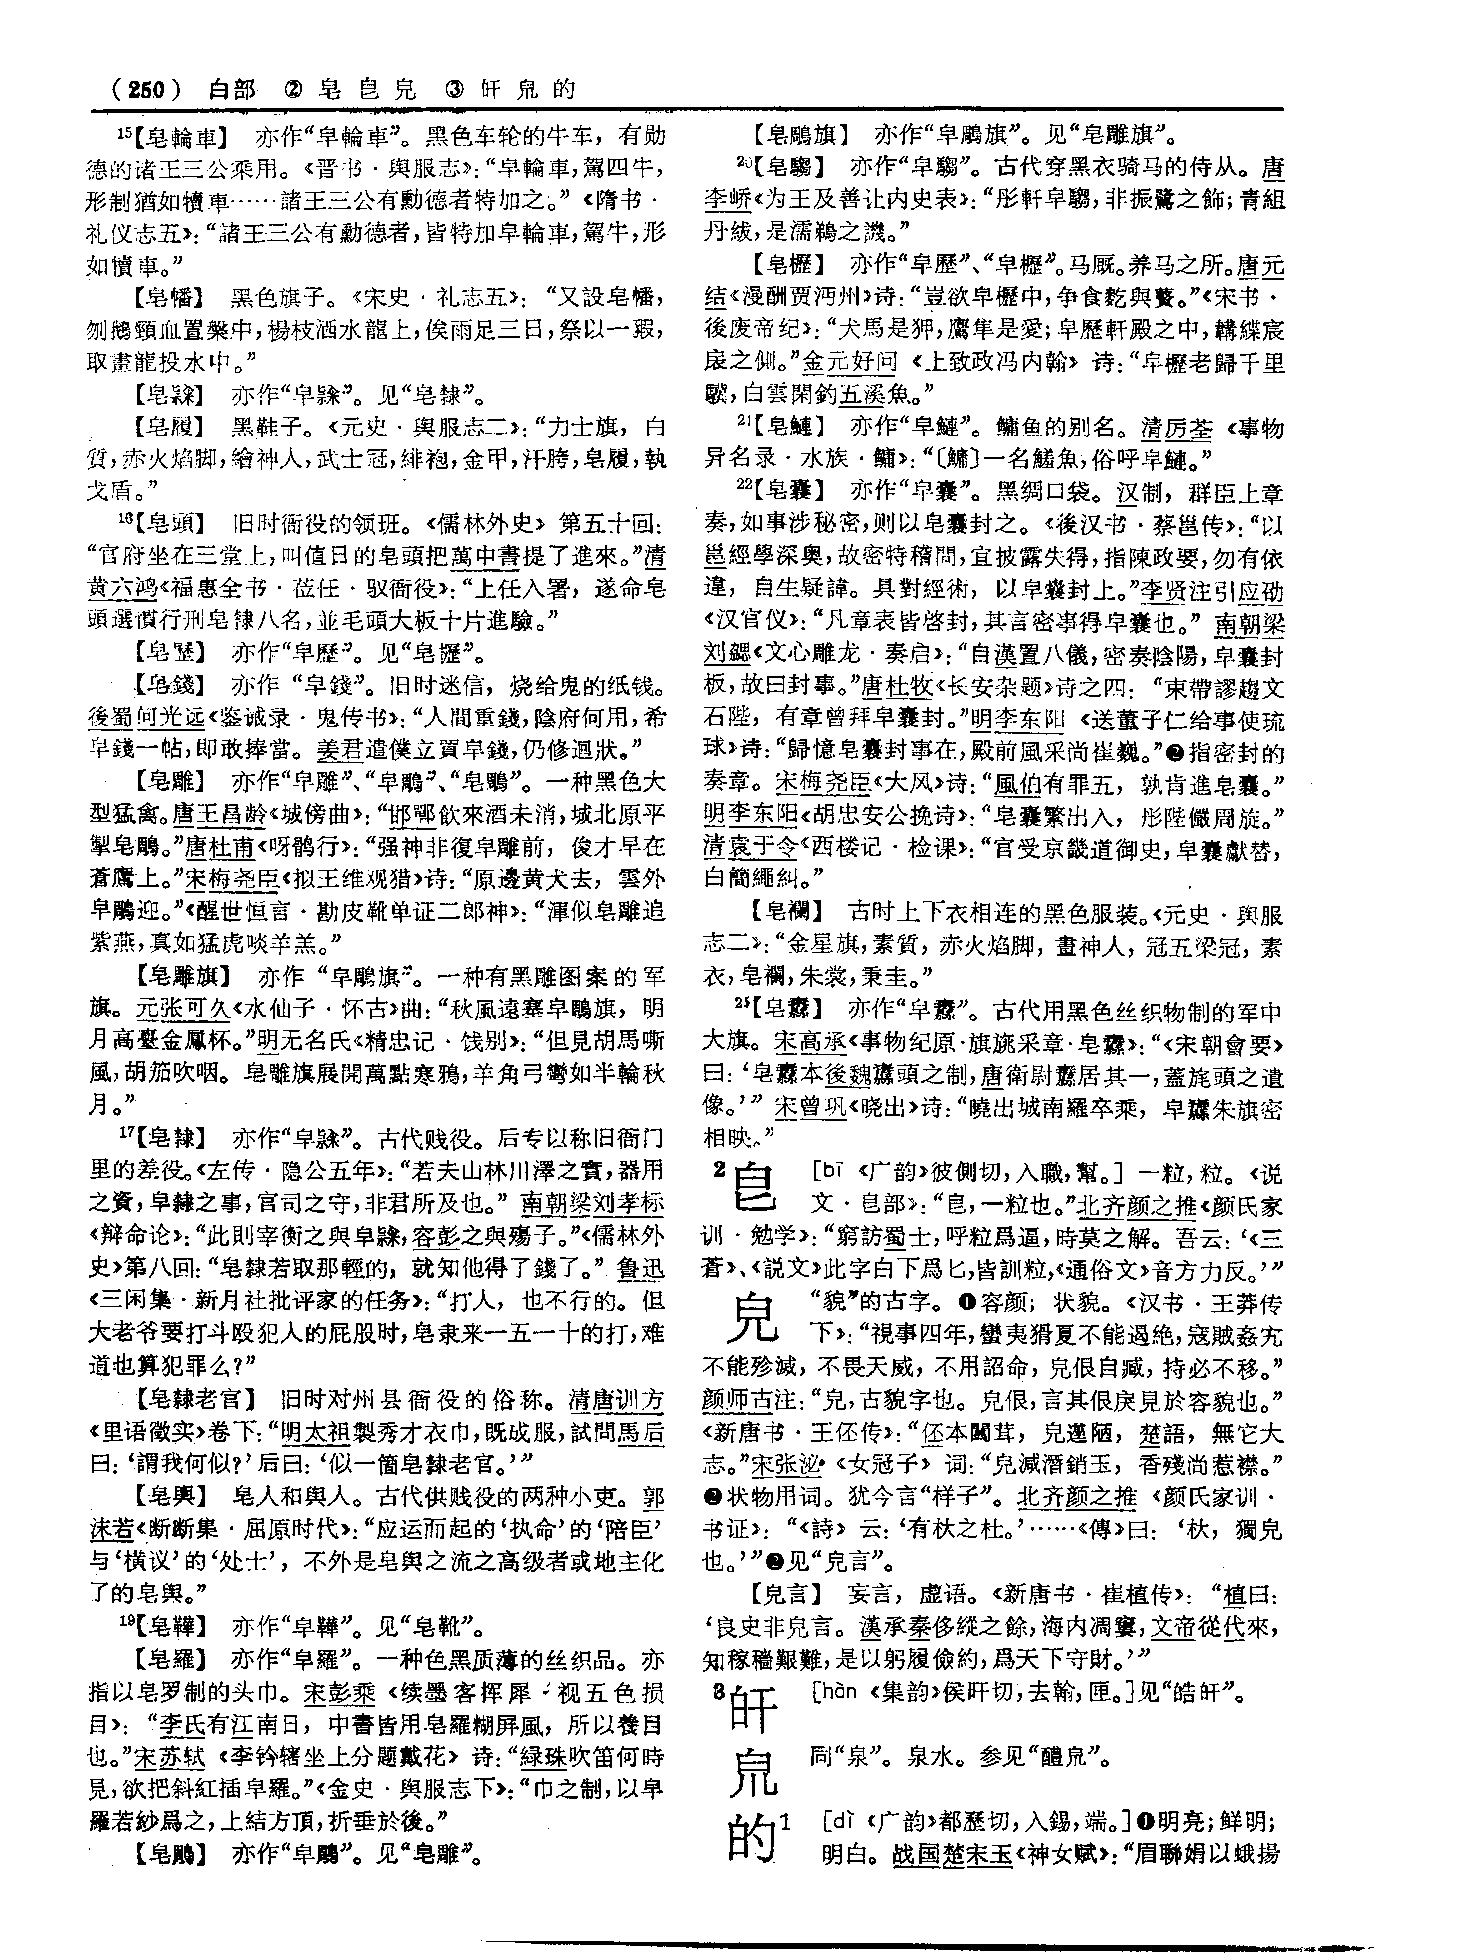 （250） 白部 ② 皂 皀 皃 ③ 皔 㿝 的
15【皂輪車】 亦作“皁輪車”。黑色车轮的牛车，有勋
德的诸王三公乘用。《晋书·舆服志》：“皁輪車，駕四牛，
形制猶如犢車……諸王三公有勳德者特加之。”《隋书·
礼仪志五》：“諸王三公有勳德者，皆特加皁輪車，駕牛，形
如犢車。”
【皂幡】 黑色旗子。《宋史·礼志五》：“又設皂幡，
刎鵝頸血置槃中，楊枝洒水龍上，俟雨足三日，祭以一豭，
取畫龍投水中。”
【皂隸】 亦作“皁隸”。见“皂隸”。
【皂履】 黑鞋子。《元史·舆服志二》：“力士旗，白
質，赤火焰脚，繪神人，武士冠，緋袍，金甲，汗胯，皂履，執
戈盾。”
16【皂頭】 旧时衙役的领班。《儒林外史》第五十回：
“官府坐在三堂上，叫值日的皂頭把萬中書提了進來。”清
黄六鸿《福惠全书·莅任·驭衙役》：“上任入署，遂命皂
頭選慣行刑皂隸八名，並毛頭大板十片進驗。”
【皂歷】 亦作“皁歷”。见“皂櫪”。
【皂錢】 亦作“皁錢”。旧时迷信，烧给鬼的纸钱。
後蜀何光远《鉴诫录·鬼传书》：“人間重錢，陰府何用，希
皁錢一帖，即敢捧當。姜君遣僕立買皁錢，仍修迴狀。”
【皂雕】 亦作“皁雕”、“皁鵰”、“皂鵰”。一种黑色大
型猛禽。唐王昌龄《城傍曲》：“邯鄲飲來酒未消，城北原平
掣皂鵰。”唐杜甫《呀鹘行》：“强神非復皁雕前，俊才早在
蒼鷹上。”宋梅尧臣《拟王维观猎》诗：“原邊黄犬去，雲外
皁鵰迎。”《醒世恒言·勘皮靴单证二郎神》：“渾似皂雕追
紫燕，真如猛虎啖羊羔。”
【皂雕旗】 亦作“皁鵰旗”。一种有黑雕图案的军
旗。元张可久《水仙子·怀古》曲：“秋風遠塞皁鵰旗，明
月高臺金鳳杯。”明无名氏《精忠记·饯别》：“但見胡馬嘶
風，胡笳吹咽。皂雕旗展開萬點寒鴉，羊角弓彎如半輪秋
月。”
17【皂隸】 亦作“皁隸”。古代贱役。后专以称旧衙门
里的差役。《左传·隐公五年》：“若夫山林川澤之實，器用
之資，皁隸之事，官司之守，非君所及也。”南朝梁刘孝标
《辩命论》：“此則宰衡之與皁隸，容彭之與殤子。”《儒林外
史》第八回：“皂隸若取那輕的，就知他得了錢了。”鲁迅
《三闲集·新月社批评家的任务》：“打人，也不行的。但
大老爷要打斗殴犯人的屁股时，皂隶来一五一十的打，难
道也算犯罪么？”
【皂隸老官】 旧时对州县衙役的俗称。清唐训方
《里语徵实》卷下：“明太祖製秀才衣巾，既成服，試問馬后
曰：‘謂我何似？’后曰：‘似一箇皂隸老官。’”
【皂輿】 皂人和舆人。古代供贱役的两种小吏。郭
沫若《断断集·屈原时代》：“应运而起的‘执命’的‘陪臣’
与‘横议’的‘处士’，不外是皂舆之流之高级者或地主化
了的皂舆。”
19【皂鞾】 亦作“皁鞾”。见“皂靴”。
【皂羅】 亦作“皁羅”。一种色黑质薄的丝织品。亦
指以皂罗制的头巾。宋彭乘《续墨客挥犀·视五色损
目》：“李氏有江南日，中書皆用皂羅糊屏風，所以養目
也。”宋苏轼《李钤辖坐上分题戴花》诗：“緑珠吹笛何時
見，欲把斜紅插皁羅。”《金史·舆服志下》：“巾之制，以皁
羅若紗爲之，上結方頂，折垂於後。”
【皂鵰】 亦作“皁鵰”。见“皂雕”。
【皂鵰旗】 亦作“皁鵰旗”。见“皂雕旗”。
20【皂騶】 亦作“皁騶”。古代穿黑衣骑马的侍从。唐
李峤《为王及善让内史表》：“彤軒皁騶，非振鷺之飾；青組
丹紱，是濡鵜之譏。”
【皂櫪】 亦作“皁歷”、“皁櫪”。马厩。养马之所。唐元
结《漫酬贾沔州》诗：“豈欲皁櫪中，争食麧與藖。”《宋书·
後废帝纪》：“犬馬是狎，鷹隼是愛；皁歷軒殿之中，韝緤宸
扆之側。”金元好问《上致政冯内翰》诗：“皁櫪老歸千里
驥，白雲閑釣五溪魚。”
21【皂鰱】 亦作“皁鰱”。鳙鱼的别名。清厉荃《事物
异名录·水族·鳙》：“〔鱅〕一名鰫魚，俗呼皁鰱。”
22【皂囊】 亦作“皁囊”。黑绸口袋。汉制，群臣上章
奏，如事涉秘密，则以皂囊封之。《後汉书·蔡邕传》：“以
邕經學深奥，故密特稽問，宜披露失得，指陳政要，勿有依
違，自生疑諱。具對經術，以皁囊封上。”李贤注引应劭
《汉官仪》：“凡章表皆啓封，其言密事得皁囊也。”南朝梁
刘勰《文心雕龙·奏启》：“自漢置八儀，密奏陰陽，皁囊封
板，故曰封事。”唐杜牧《长安杂题》诗之四：“束帶謬趨文
石陛，有章曾拜皁囊封。”明李东阳《送董子仁给事使琉
球》诗：“歸憶皂囊封事在，殿前風采尚崔巍。”❷指密封的
奏章。宋梅尧臣《大风》诗：“風伯有罪五，孰肯進皂囊。”
明李东阳《胡忠安公挽诗》：“皂囊繁出入，彤陛儼周旋。”
清袁于令《西楼记·检课》：“官受京畿道御史，皁囊獻替，
白簡繩糾。”
【皂襴】 古时上下衣相连的黑色服装。《元史·舆服
志二》：“金星旗，素質，赤火焰脚，畫神人，冠五梁冠，素
衣，皂襴，朱裳，秉圭。”
25【皂纛】 亦作“皁纛”。古代用黑色丝织物制的军中
大旗。宋高承《事物纪原·旗旐采章·皂纛》：“《宋朝會要》
曰：‘皂纛本後魏纛頭之制，唐衛尉纛居其一，蓋旄頭之遺
像。’”宋曾巩《晓出》诗：“曉出城南羅卒乘，皁纛朱旗密
相映。”
2 皀 [bī 《广韵》彼側切，入職，幫。]一粒，粒。《说
文·皀部》：“皀，一粒也。”北齐颜之推《颜氏家
训·勉学》：“窮訪蜀士，呼粒爲逼，時莫之解。吾云：‘《三
蒼》、《説文》此字白下爲匕，皆訓粒，《通俗文》音方力反。’”
皃 “貌”的古字。❶容颜；状貌。《汉书·王莽传
下》：“視事四年，蠻夷猾夏不能遏絶，寇賊姦宄
不能殄滅，不畏天威，不用詔命，皃佷自臧，持必不移。”
颜师古注：“皃，古貌字也。皃佷，言其佷戾見於容貌也。”
《新唐书·王伾传》：“伾本闒茸，皃蓮陋，楚語，無它大
志。”宋张泌《女冠子》词：“皃減潛銷玉，香殘尚惹襟。”
❷状物用词。犹今言“样子”。北齐颜之推《颜氏家训·
书证》：“《詩》云：‘有杕之杜。’……《傳》曰：‘杕，獨皃
也。’”❷见“皃言”。
【皃言】 妄言，虚语。《新唐书·崔植传》：“植曰：
‘良史非皃言。漢承秦侈縱之餘，海内凋窶，文帝從代來，
知稼穡艱難，是以躬履儉約，爲天下守財。’”
3 皔 [hàn 《集韵》侯旰切，去翰，匣。]见“皓皔”。
㿝 同“泉”。泉水。参见“醴㿝”。
的1 [dì 《广韵》都歷切，入錫，端。]❶明亮；鲜明；
明白。战国楚宋玉《神女赋》：“眉聯娟以蛾揚